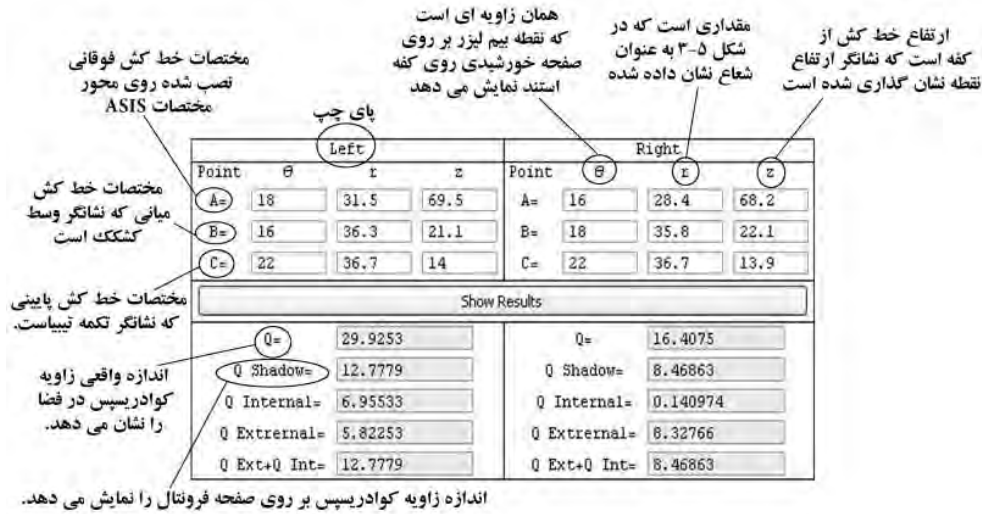 همان زاویه ای است
که نقطه بیم لیزر بر روی
صفحه خورشیدی روی کفه
استند نمایش می دهد
مقداری است که در
شکل ۵-۳ به عنوان
شعاع نشان داده شده
ارتفاع خط کش از
کفه است که نشانگر ارتفاع
نقطه نشان گذاری شده است
مختصات خط کش فوقانی
نصب شده روی محور
مختصات ASIS
پای چپ
Left Right
Point θ r z Point θ r z
A= 18 31.5 69.5 A= 16 28.4 68.2
B= 16 36.3 21.1 B= 18 35.8 22.1
C= 22 36.7 14 C= 22 36.7 13.9
مختصات خط کش
میانی که نشانگر وسط
کشکک است
مختصات خط کش پایینی
که نشانگر تکمه تیبیاست.
Show Results
Q= 29.9253 Q= 16.4075
Q Shadow= 12.7779 Q Shadow= 8.46863
Q Internal= 6.95533 Q Internal= 0.140974
Q Extrernal= 5.82253 Q Extrernal= 8.32766
Q Ext+Q Int= 12.7779 Q Ext+Q Int= 8.46863
اندازه واقعی زاویه
کوادریسپس در فضا
را نشان می دهد.
اندازه زاویه کوادریسپس بر روی صفحه فرونتال را نمایش می دهد.